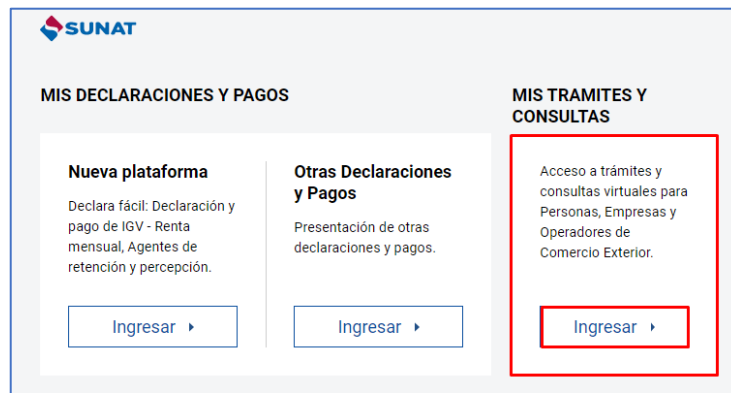 SUNAT
MIS DECLARACIONES Y PAGOS
Nueva plataforma
Declara fácil: Declaración y
pago de IGV - Renta
mensual, Agentes de
retención y percepción.
Ingresar
Otras Declaraciones
y Pagos
Presentación de otras
declaraciones y pagos.
Ingresar
MIS TRAMITES Y
CONSULTAS
Acceso a trámites y
consultas virtuales para
Personas, Empresas y
Operadores de
Comercio Exterior.
Ingresar